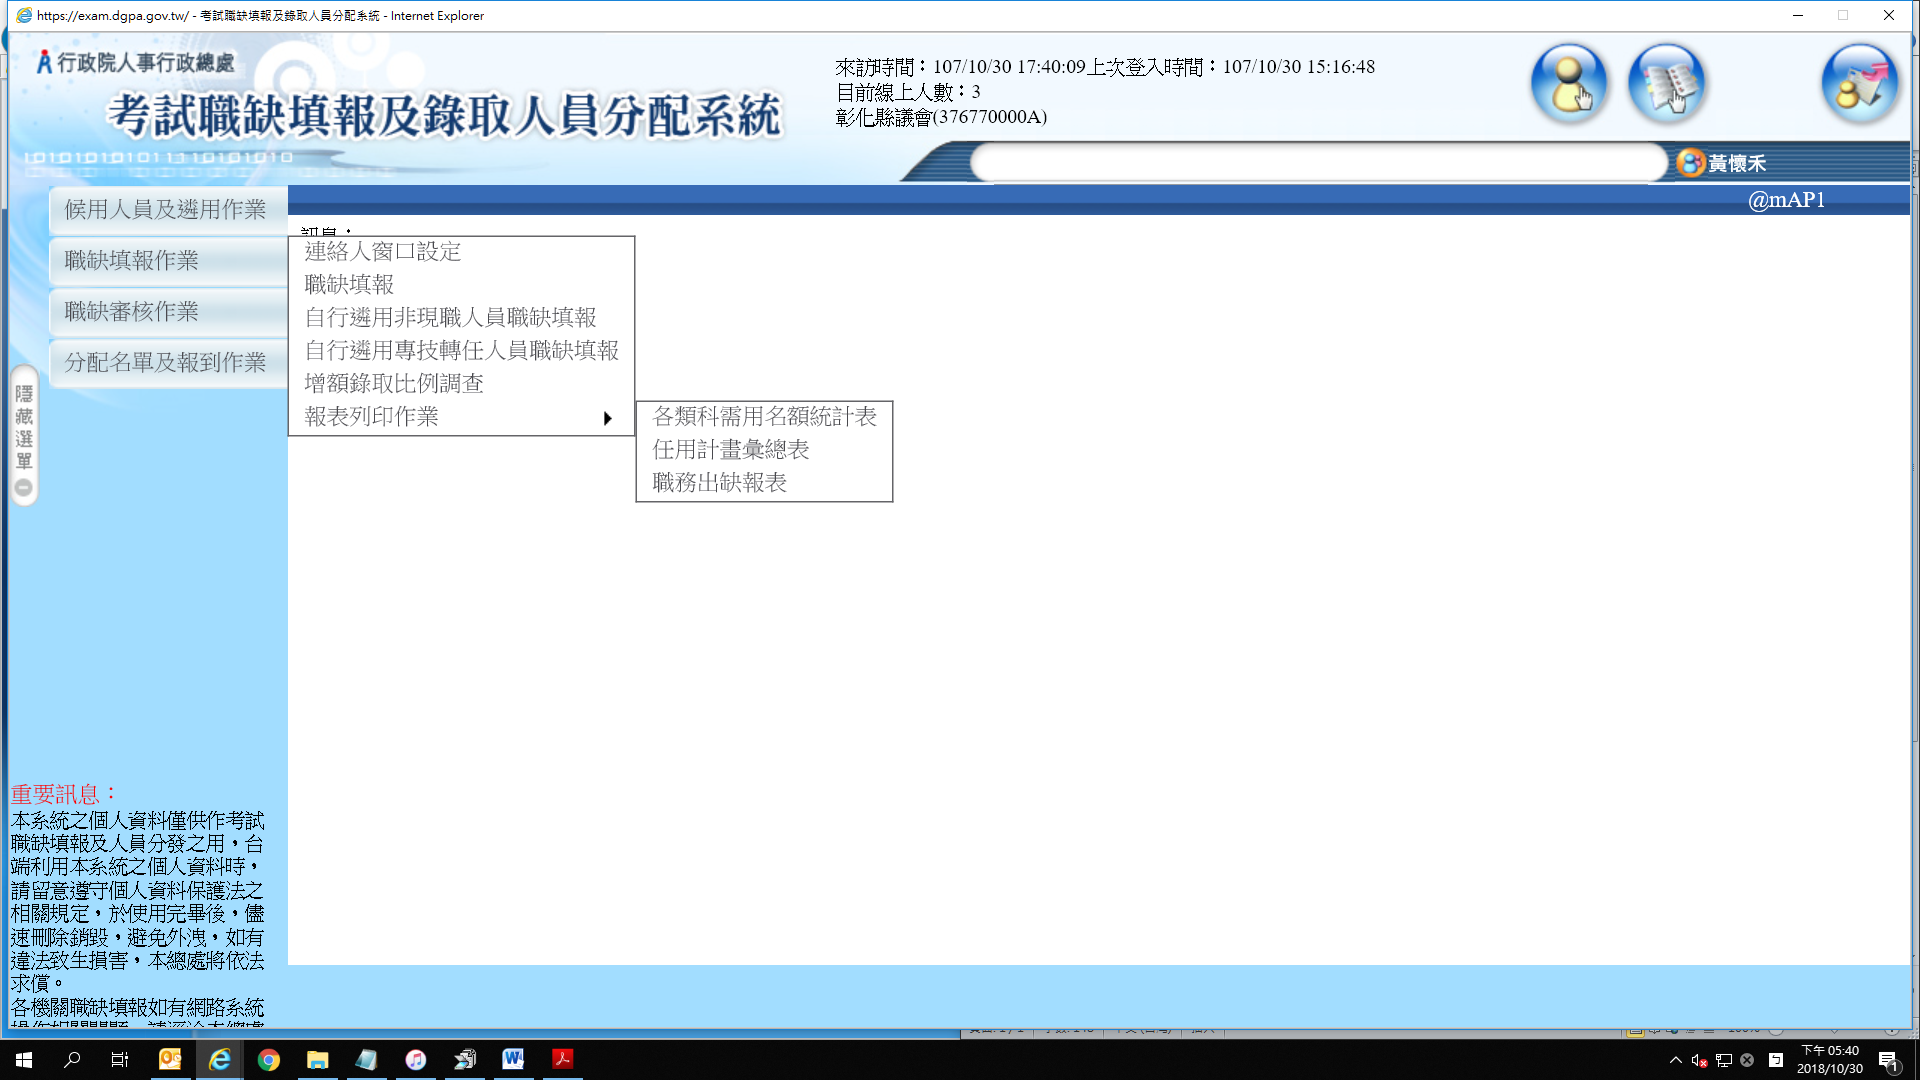 https://exam.dgpa.gov.tw/ - 考試職缺填報及錄取人員分配系統 - Internet Explorer
行政院人事行政總處
考試職缺填報及錄取人員分配系統
0101010101110101010
來訪時間：107/10/30 17:40:09上次登入時間：107/10/30 15:16:48
目前線上人數：3
彰化縣議會(376770000A)
黃懷禾
@mAP1
候用人員及遴用作業
職缺填報作業
職缺審核作業
分配名單及報到作業
隱藏選單
訊息：
連絡人窗口設定
職缺填報
自行遴用非現職人員職缺填報
自行遴用專技轉任人員職缺填報
增額錄取比例調查
報表列印作業
各類科需用名額統計表
任用計畫彙總表
職務出缺報表
重要訊息：
本系統之個人資料僅供作考試
職缺填報及人員分發之用，台
端利用本系統之個人資料時，
請留意遵守個人資料保護法之
相關規定，於使用完畢後，儘
速刪除銷毀，避免外洩，如有
違法致生損害，本總處將依法
求償。
各機關職缺填報如有網路系統
下午 05:40
2018/10/30
1